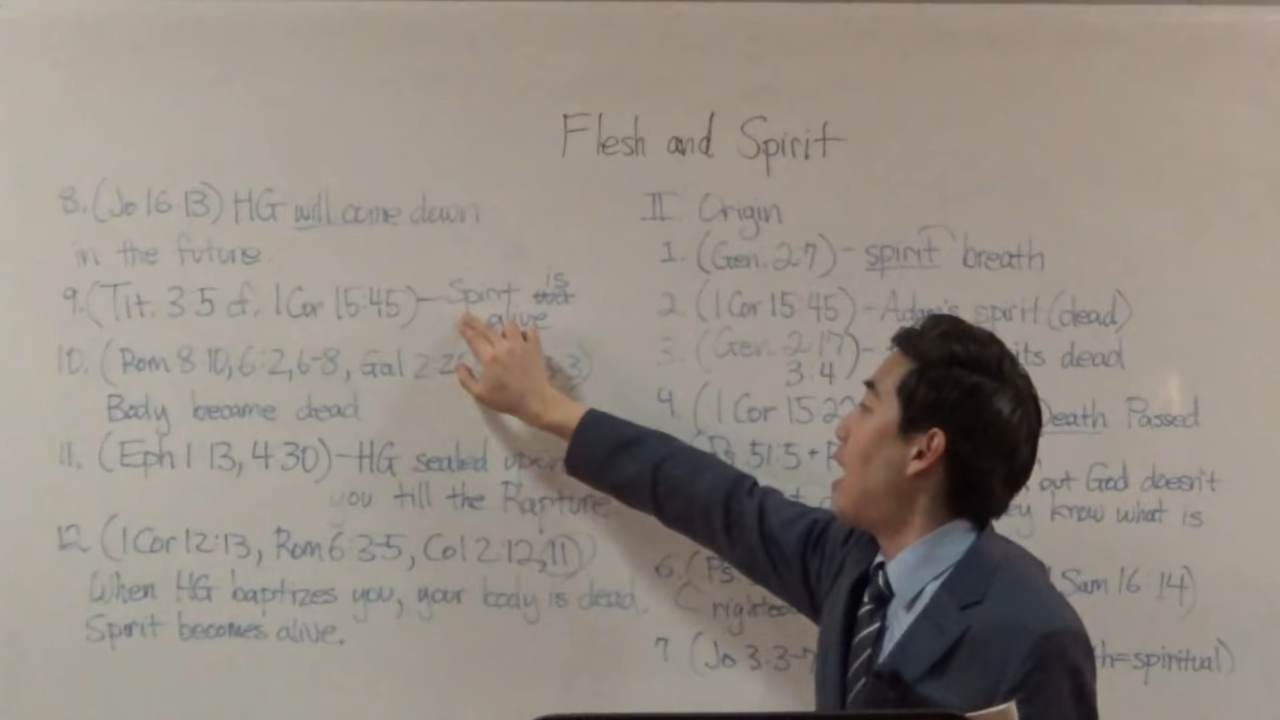 Flesh and Spirit
8. (Jo 16 13) HG will come down
in the future.
9. (Tit. 3:5 cf. 1 Cor 15:45) - Spirit is
alive
10. (Rom 8 10, 6:2, 6-8, Gal 2 3)
Body became dead
11. (Eph 1 13, 4 30) - HG sealed upon
you till the Rapture
12 (1 Cor 12:13, Rom 6 3-5, Col 2 12, 11)
When HG baptizes you, your body is dead.
Spirit becomes alive.
II. Origin
1. (Gen. 2:7) - spirit breath
2 (1 Cor 15 45) - Adam's spirit (dead)
3. (Gen. 2 17) - its dead
3:4)
4. (1 Cor 15:22 Death Passed
(Ps 51:5 +
but God doesn't
they know what is
6. (Ps Sam 16 14)
7 (Jo 3:3-7 th=spiritual)